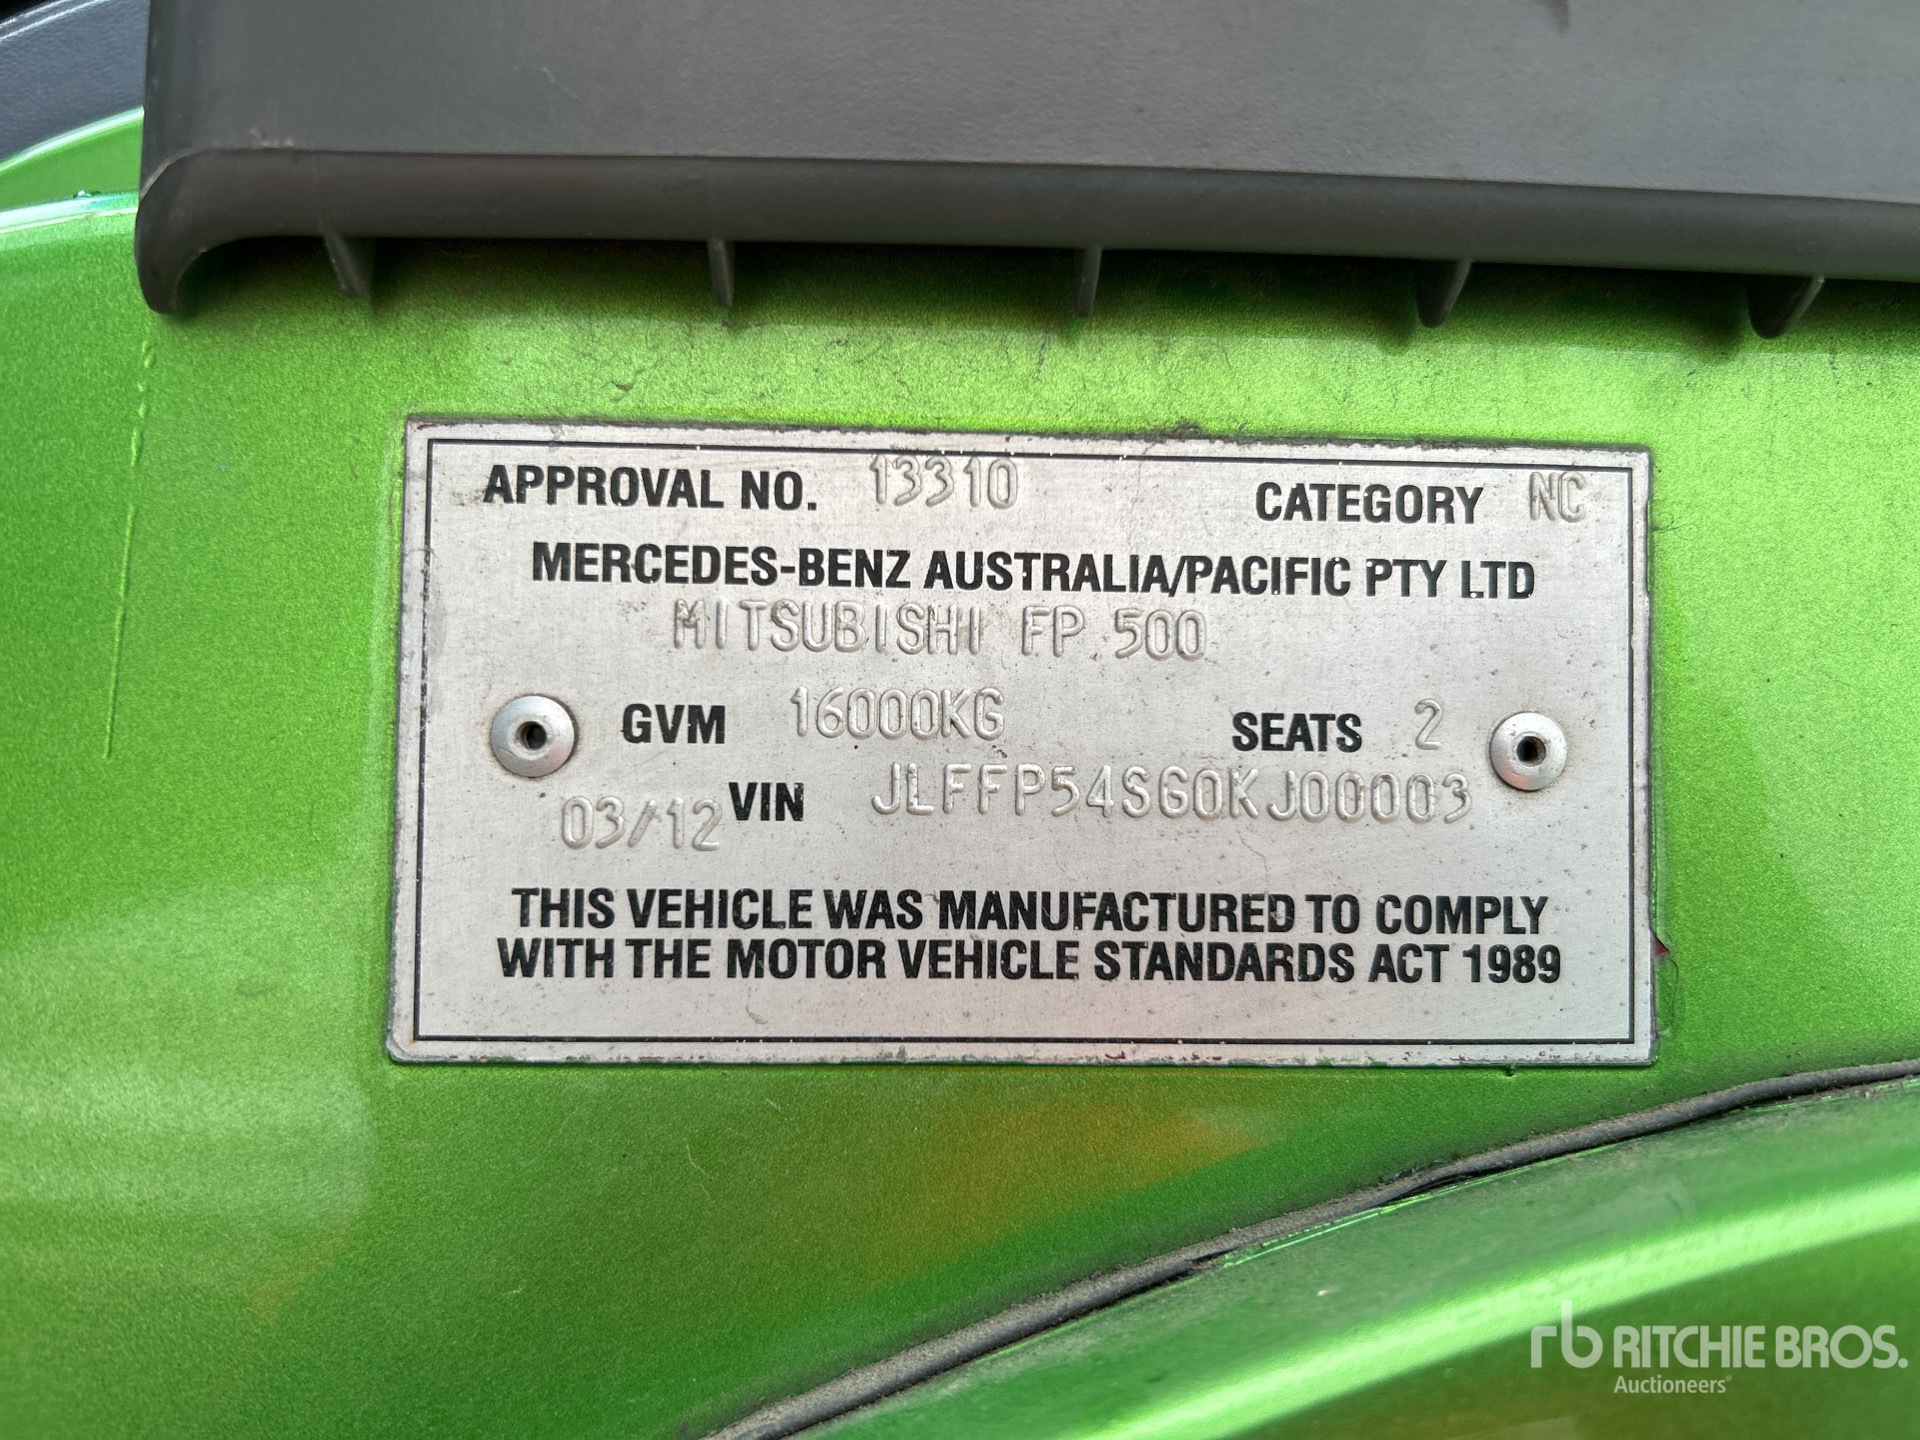 APPROVAL NO. 13310 CATEGORY NC
MERCEDES-BENZ AUSTRALIA/PACIFIC PTY LTD
MITSUBISHI FP 500
GVM 16000KG SEATS 2
03/12 VIN JLFFP54SG0KJ00003
THIS VEHICLE WAS MANUFACTURED TO COMPLY
WITH THE MOTOR VEHICLE STANDARDS ACT 1989
rb RITCHIE BROS.
Auctioneers